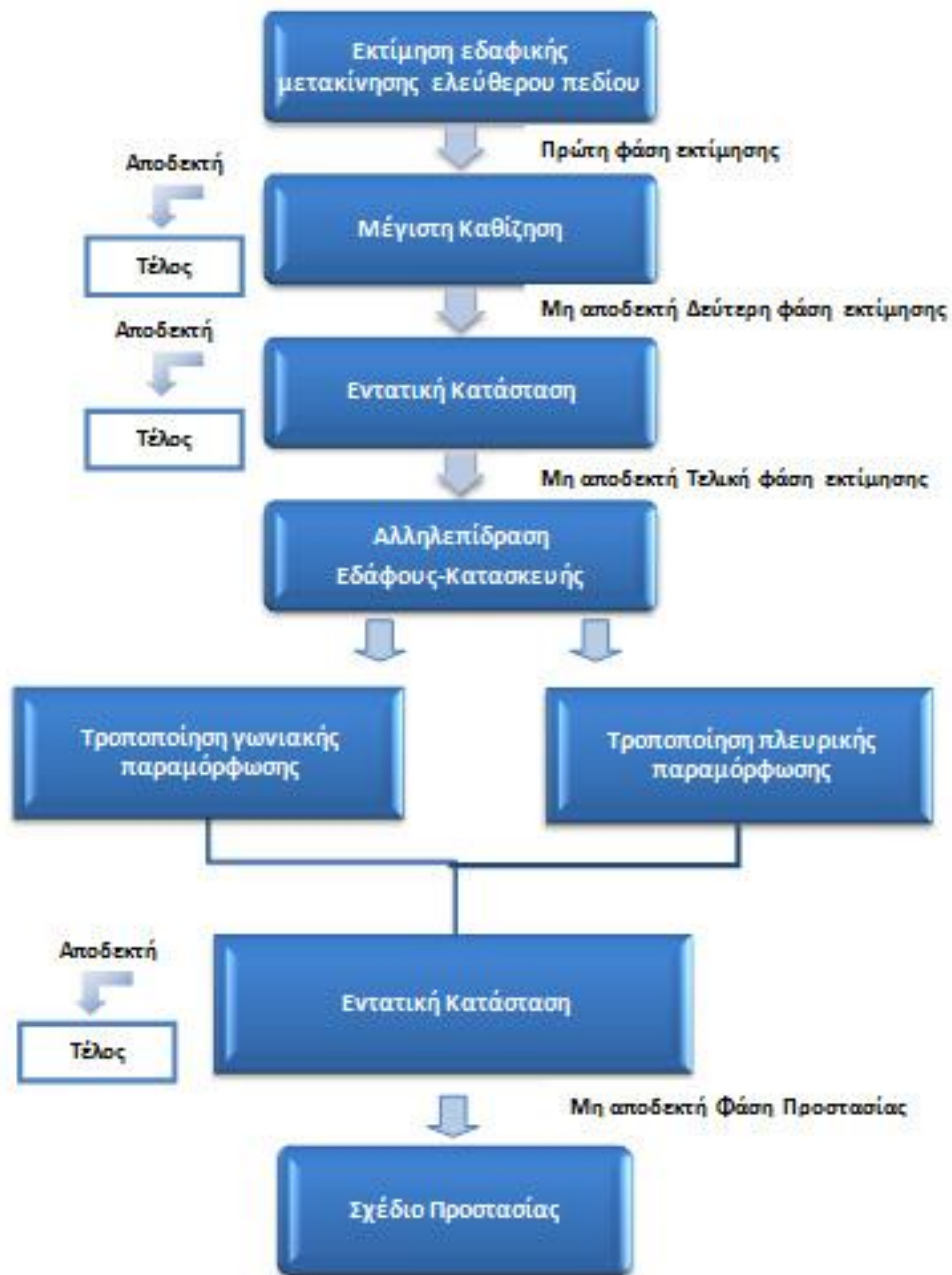 Εκτίμηση εδαφικής
μετακίνησης ελεύθερου πεδίου
Πρώτη φάση εκτίμησης
Αποδεκτή
Μέγιστη Καθίζηση
Τέλος
Μη αποδεκτή Δεύτερη φάση εκτίμησης
Αποδεκτή
Εντατική Κατάσταση
Τέλος
Μη αποδεκτή Τελική φάση εκτίμησης
Αλληλεπίδραση
Εδάφους-Κατασκευής
Τροποποίηση γωνιακής
παραμόρφωσης
Τροποποίηση πλευρικής
παραμόρφωσης
Αποδεκτή
Εντατική Κατάσταση
Τέλος
Μη αποδεκτή Φάση Προστασίας
Σχέδιο Προστασίας